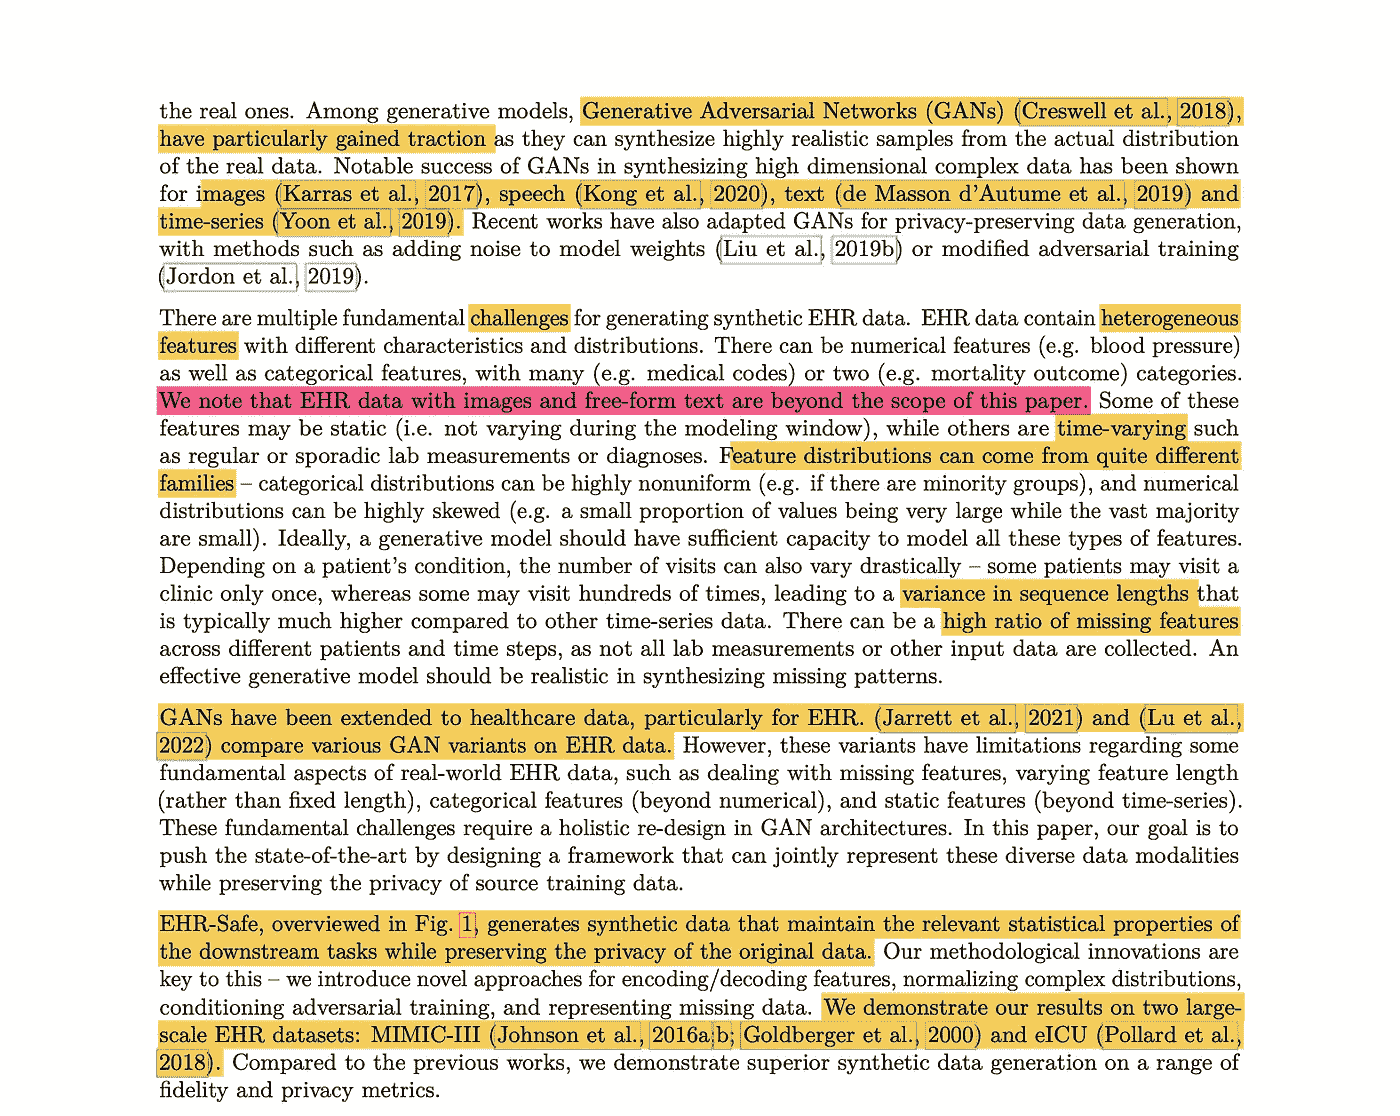 the real ones. Among generative models, Generative Adversarial Networks (GANs) (Creswell et al., 2018),
have particularly gained traction as they can synthesize highly realistic samples from the actual distribution
of the real data. Notable success of GANs in synthesizing high dimensional complex data has been shown
for images (Karras et al., 2017), speech (Kong et al., 2020), text (de Masson d'Autume et al., 2019) and
time-series (Yoon et al., 2019). Recent works have also adapted GANs for privacy-preserving data generation,
with methods such as adding noise to model weights (Liu et al., 2019b) or modified adversarial training
(Jordon et al., 2019).
There are multiple fundamental challenges for generating synthetic EHR data. EHR data contain heterogeneous
features with different characteristics and distributions. There can be numerical features (e.g. blood pressure)
as well as categorical features, with many (e.g. medical codes) or two (e.g. mortality outcome) categories.
We note that EHR data with images and free-form text are beyond the scope of this paper. Some of these
features may be static (i.e. not varying during the modeling window), while others are time-varying such
as regular or sporadic lab measurements or diagnoses. Feature distributions can come from quite different
families – categorical distributions can be highly nonuniform (e.g. if there are minority groups), and numerical
distributions can be highly skewed (e.g. a small proportion of values being very large while the vast majority
are small). Ideally, a generative model should have sufficient capacity to model all these types of features.
Depending on a patient's condition, the number of visits can also vary drastically – some patients may visit a
clinic only once, whereas some may visit hundreds of times, leading to a variance in sequence lengths that
is typically much higher compared to other time-series data. There can be a high ratio of missing features
across different patients and time steps, as not all lab measurements or other input data are collected. An
effective generative model should be realistic in synthesizing missing patterns.
GANs have been extended to healthcare data, particularly for EHR. (Jarrett et al., 2021) and (Lu et al.,
2022) compare various GAN variants on EHR data. However, these variants have limitations regarding some
fundamental aspects of real-world EHR data, such as dealing with missing features, varying feature length
(rather than fixed length), categorical features (beyond numerical), and static features (beyond time-series).
These fundamental challenges require a holistic re-design in GAN architectures. In this paper, our goal is to
push the state-of-the-art by designing a framework that can jointly represent these diverse data modalities
while preserving the privacy of source training data.
EHR-Safe, overviewed in Fig. 1, generates synthetic data that maintain the relevant statistical properties of
the downstream tasks while preserving the privacy of the original data. Our methodological innovations are
key to this – we introduce novel approaches for encoding/decoding features, normalizing complex distributions,
conditioning adversarial training, and representing missing data. We demonstrate our results on two large-
scale EHR datasets: MIMIC-III (Johnson et al., 2016a;b; Goldberger et al., 2000) and eICU (Pollard et al.,
2018). Compared to the previous works, we demonstrate superior synthetic data generation on a range of
fidelity and privacy metrics.